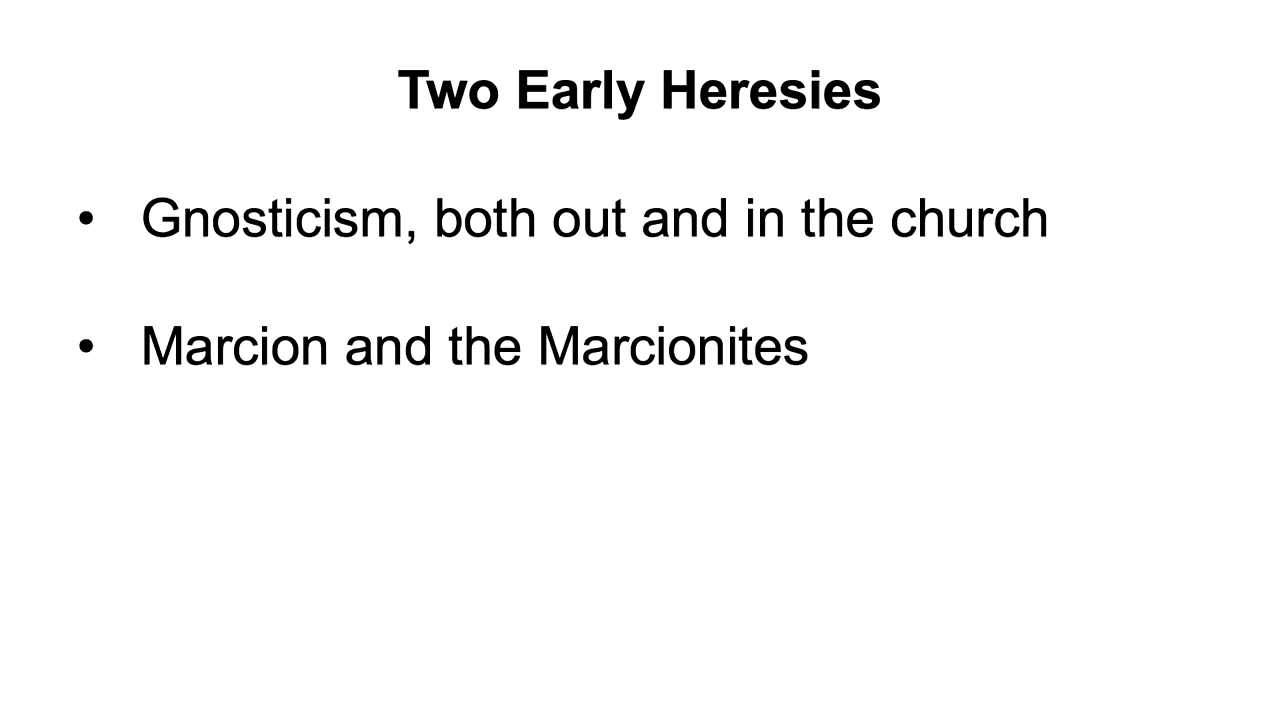 Two Early Heresies
• Gnosticism, both out and in the church
• Marcion and the Marcionites